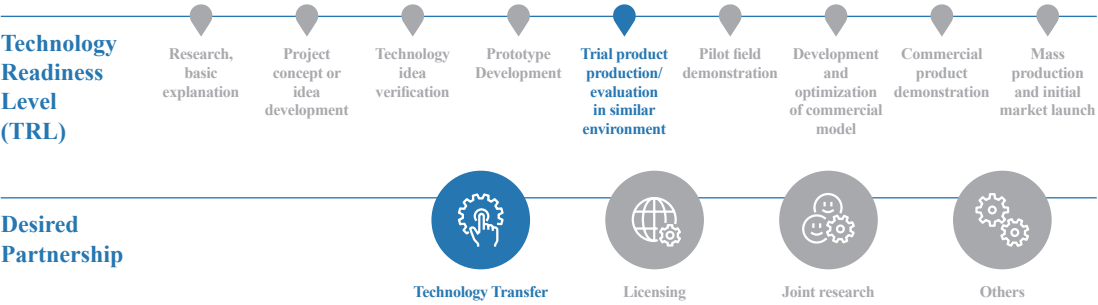 Technology
Readiness
Level
(TRL)
Research,
basic
explanation
Project
concept or
idea
development
Technology
idea
verification
Prototype
Development
Trial product
production/
evaluation
in similar
environment
Pilot field
demonstration
Development
and
optimization
of commercial
model
Commercial
product
demonstration
Mass
production
and initial
market launch
Desired
Partnership
Technology Transfer
Licensing
Joint research
Others